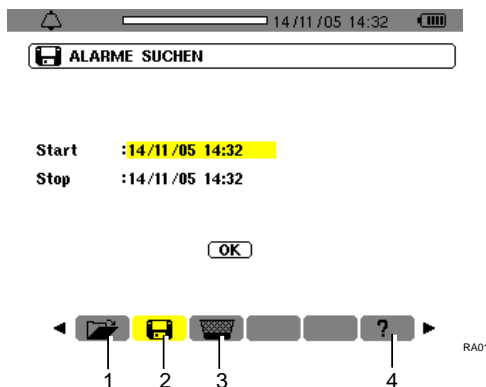 14/11/05 14:32
ALARME SUCHEN
Start :14/11/05 14:32
Stop :14/11/05 14:32
OK
?
1 2 3 4
RA01